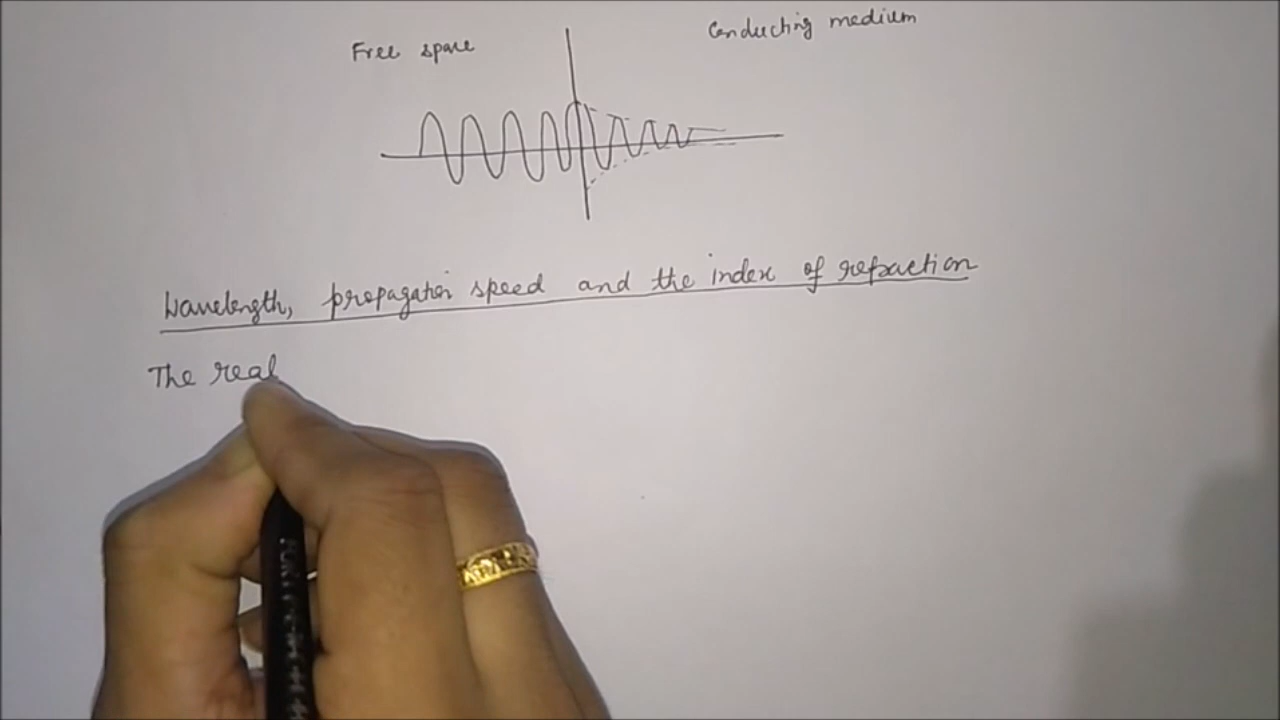 Free space
Conducting medium
Wavelength, propagation speed and the index of refraction
The real